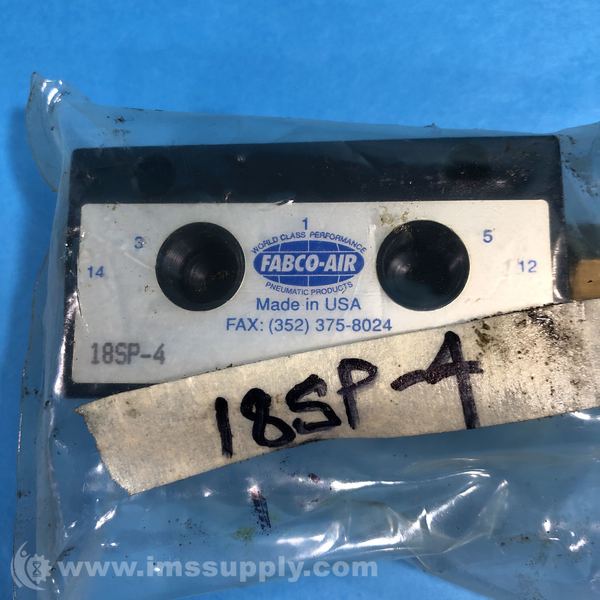 1
3
5
14
12
WORLD CLASS PERFORMANCE
FABCO-AIR
PNEUMATIC PRODUCTS
Made in USA
FAX: (352) 375-8024
18SP-4
18SP-4
www.imssupply.com